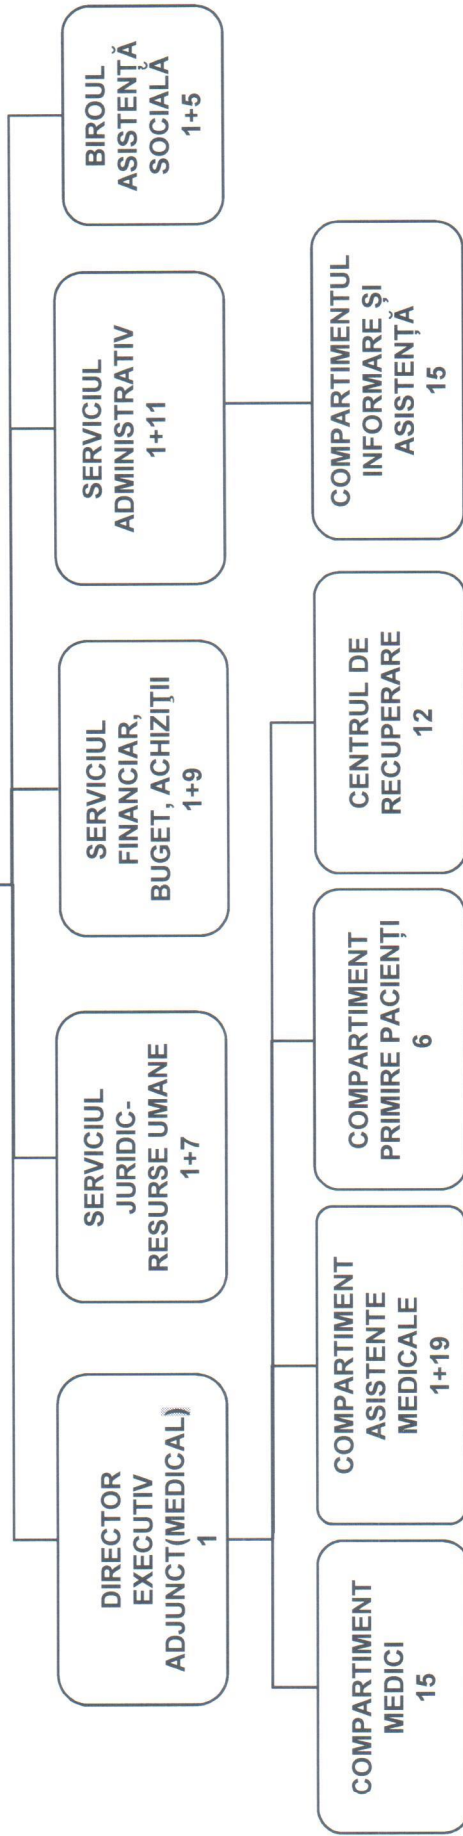 DIRECTOR
EXECUTIV
ADJUNCT(MEDICAL)
1
SERVICIUL
JURIDIC-
RESURSE UMANE
1+7
SERVICIUL
FINANCIAR,
BUGET, ACHIZIŢII
1+9
SERVICIUL
ADMINISTRATIV
1+11
BIROUL
ASISTENŢĂ
SOCIALĂ
1+5
COMPARTIMENT
MEDICI
15
COMPARTIMENT
ASISTENTE
MEDICALE
1+19
COMPARTIMENT
PRIMIRE PACIENȚI
6
CENTRUL DE
RECUPERARE
12
COMPARTIMENTUL
INFORMARE ȘI
ASISTENȚĂ
15